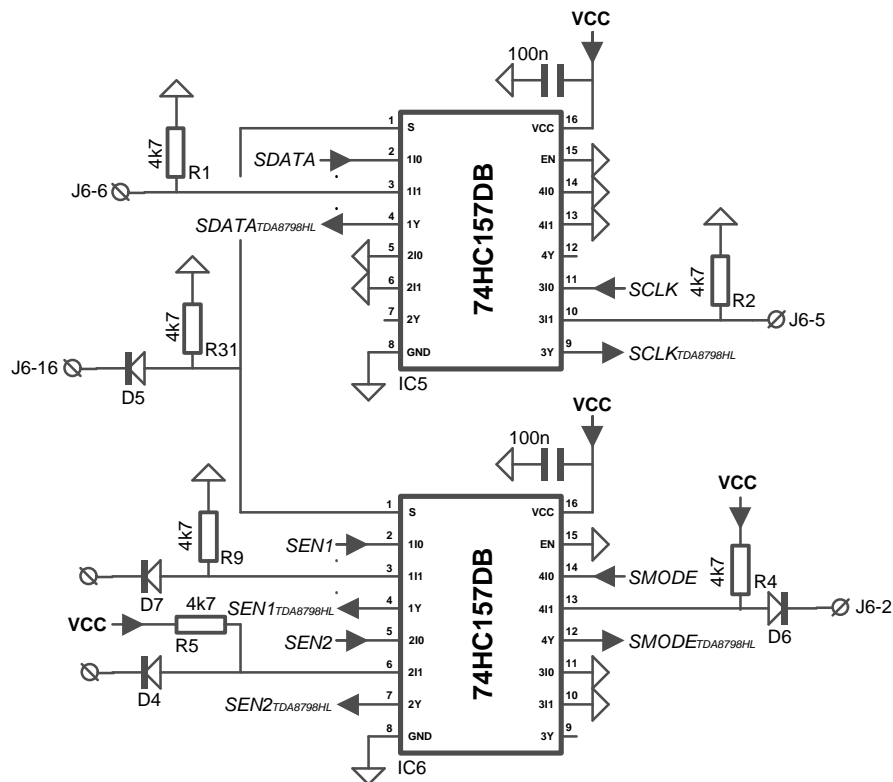 VCC
100n
1 S VCC 16
SDATA 2 1I0 EN 15
4k7 R1
J6-6 3 1I1 4I0 14
SDATATDA8798HL 4 1Y 4I1 13
5 2I0 4Y 12
6 2I1 3I0 11 SCLK
4k7 R2
7 2Y 3I1 10 J6-5
8 GND 3Y 9 SCLKTDA8798HL
74HC157DB
IC5
4k7 R31
J6-16
D5
VCC
100n
1 S VCC 16
VCC
4k7 R9
SEN1 2 1I0 EN 15
4k7 R4
D7 3 1I1 4I0 14 SMODE
SEN1TDA8798HL 4 1Y 4I1 13
D6 J6-2
VCC 4k7 R5
SEN2 5 2I0 4Y 12 SMODETDA8798HL
D4 6 2I1 3I0 11
SEN2TDA8798HL 7 2Y 3I1 10
8 GND 3Y 9
74HC157DB
IC6